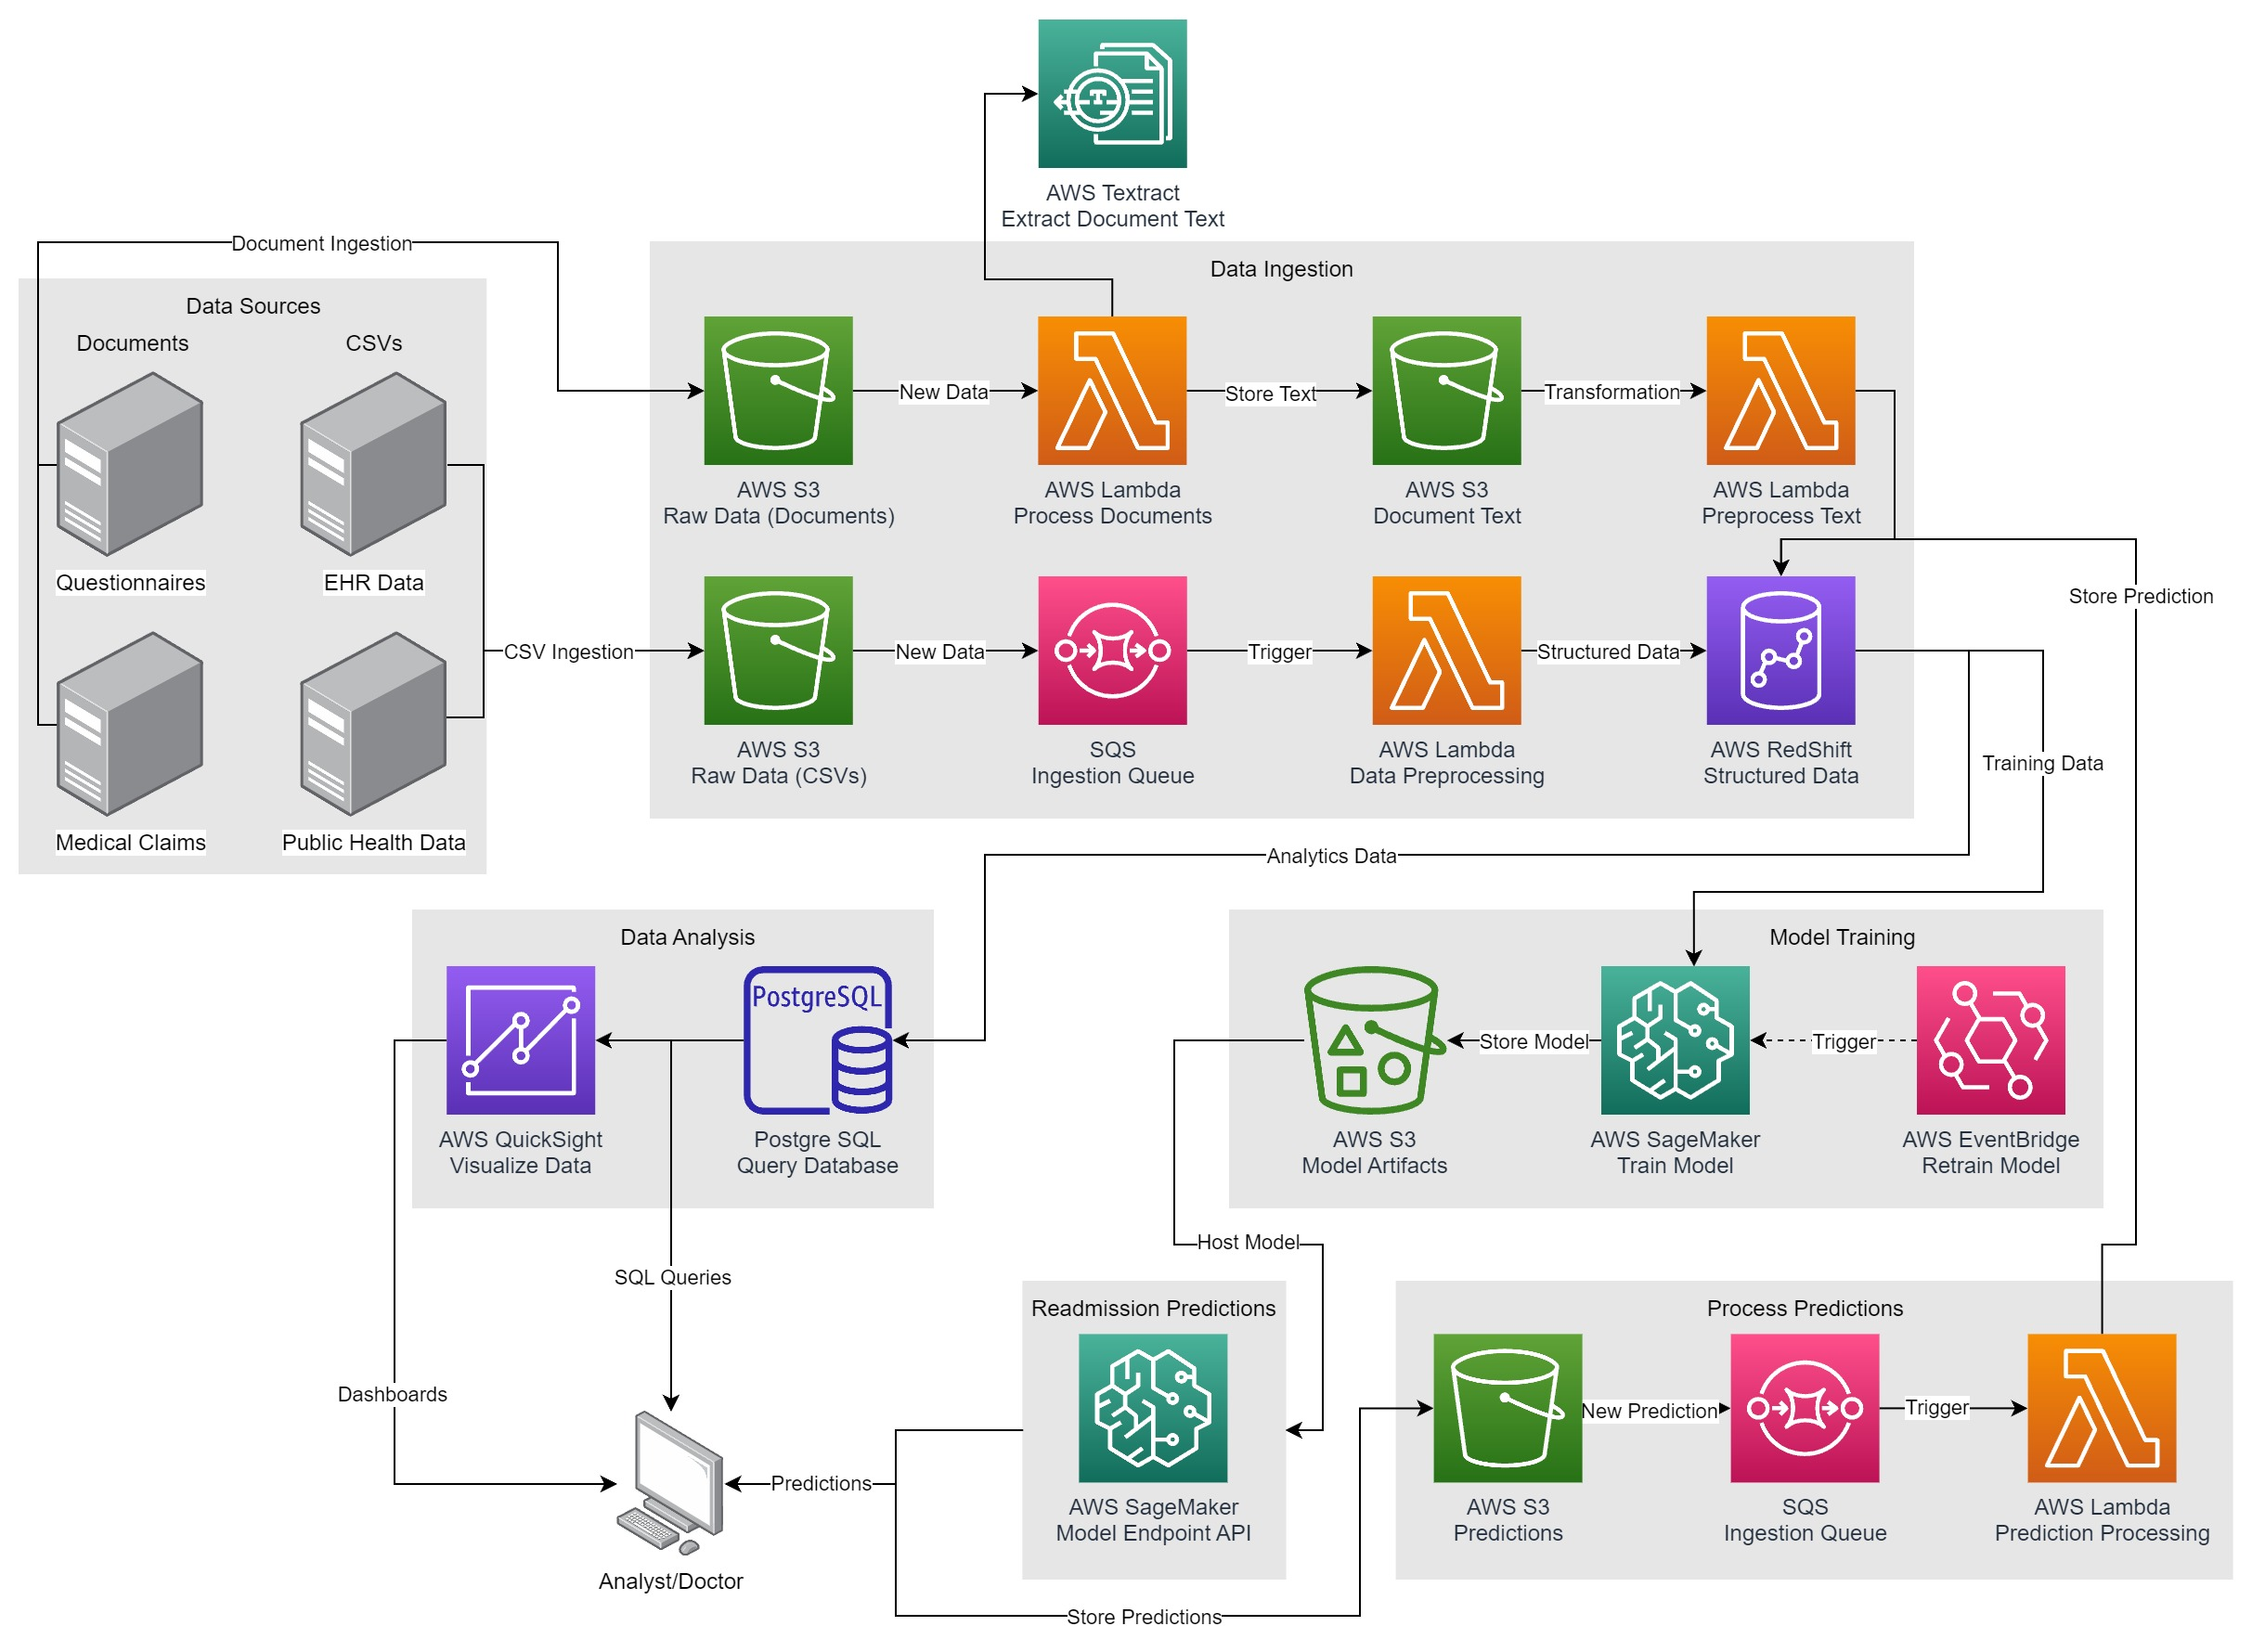 AWS Textract
Extract Document Text
Document Ingestion
Data Sources
Documents
CSVs
Questionnaires
EHR Data
Medical Claims
Public Health Data
CSV Ingestion
Data Ingestion
AWS S3
Raw Data (Documents)
New Data
AWS Lambda
Process Documents
Store Text
AWS S3
Document Text
Transformation
AWS Lambda
Preprocess Text
AWS S3
Raw Data (CSVs)
New Data
SQS
Ingestion Queue
Trigger
AWS Lambda
Data Preprocessing
Structured Data
AWS RedShift
Structured Data
Store Prediction
Training Data
Analytics Data
Data Analysis
AWS QuickSight
Visualize Data
PostgreSQL
Postgre SQL
Query Database
Model Training
AWS S3
Model Artifacts
Store Model
AWS SageMaker
Train Model
Trigger
AWS EventBridge
Retrain Model
Host Model
SQL Queries
Dashboards
Analyst/Doctor
Predictions
Readmission Predictions
AWS SageMaker
Model Endpoint API
Store Predictions
Process Predictions
AWS S3
Predictions
New Prediction
SQS
Ingestion Queue
Trigger
AWS Lambda
Prediction Processing